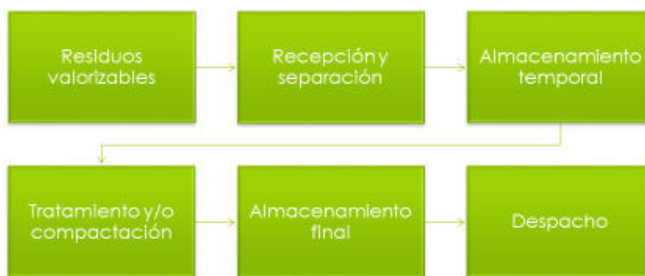 Residuos
valorizables
Recepción y
separación
Almacenamiento
temporal
Tratamiento y/o
compactación
Almacenamiento
final
Despacho